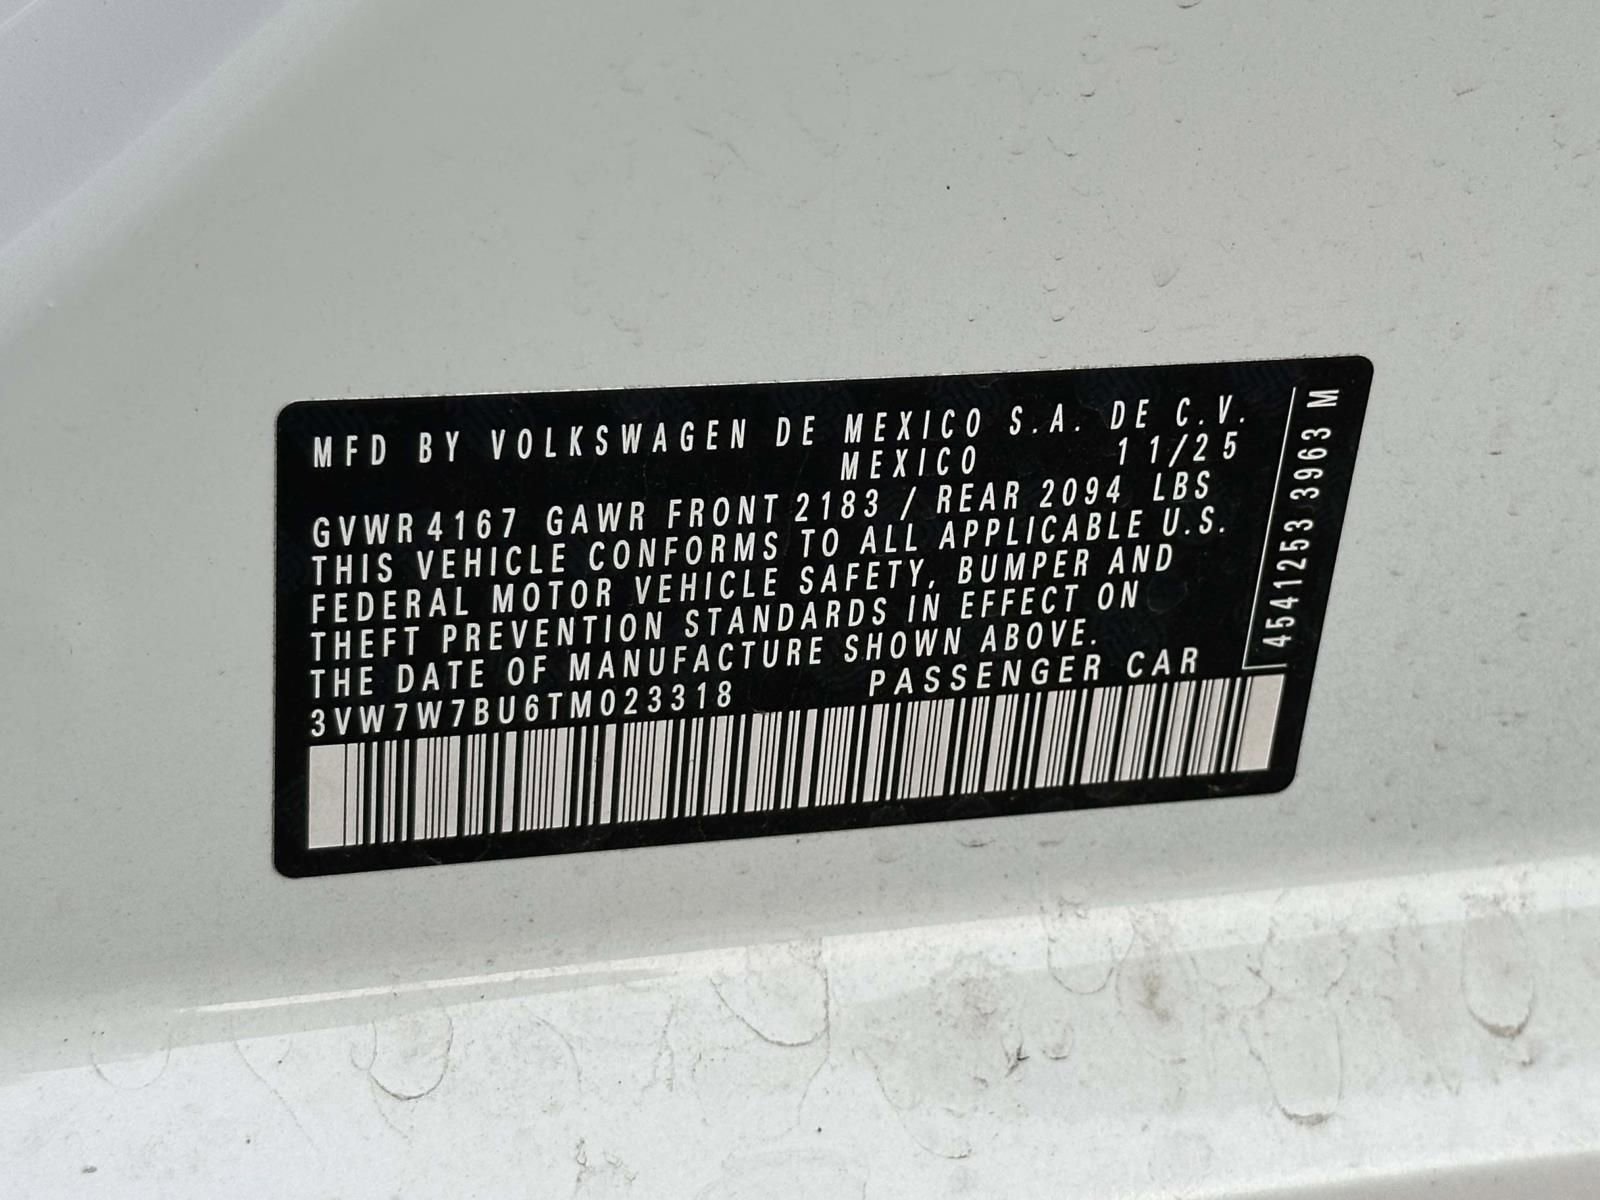 MFD BY VOLKSWAGEN DE MEXICO S.A. DE C.V.
MEXICO 11/25
GVWR 4167 GAWR FRONT 2183 / REAR 2094 LBS
THIS VEHICLE CONFORMS TO ALL APPLICABLE U.S.
FEDERAL MOTOR VEHICLE SAFETY, BUMPER AND
THEFT PREVENTION STANDARDS IN EFFECT ON
THE DATE OF MANUFACTURE SHOWN ABOVE.
3VW7W7BU6TM023318 PASSENGER CAR
4541253 3963 M